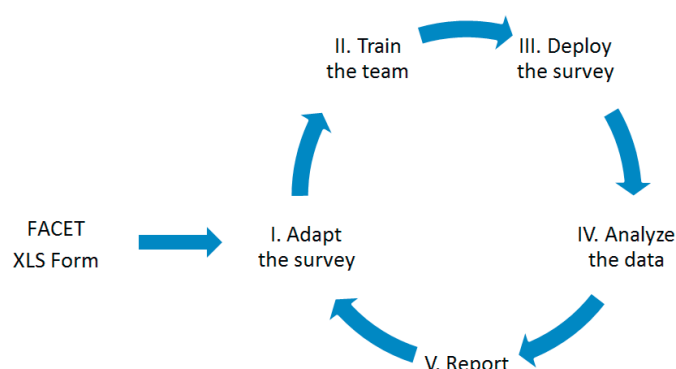 FACET
XLS Form
I. Adapt
the survey
II. Train
the team
III. Deploy
the survey
IV. Analyze
the data
V. Report